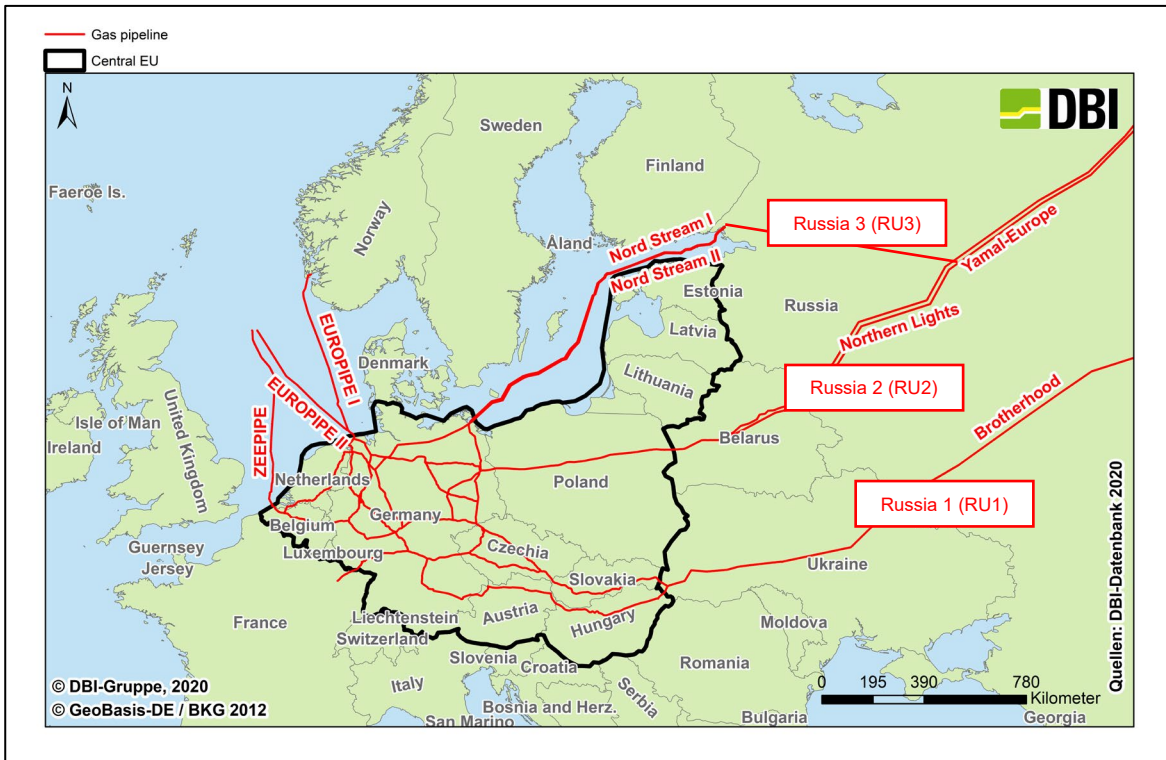 Gas pipeline
Central EU
N
DBI
Sweden
Finland
Faeroe Is.
Norway
Russia 3 (RU3)
Nord Stream I
Åland
Yamal-Europe
Nord Stream II
Estonia
Russia
EUROPIPE I
Latvia
Northern Lights
Denmark
Lithuania
Russia 2 (RU2)
Brotherhood
EUROPIPE II
Isle of Man
United Kingdom
Ireland
ZEEPIPE
Belarus
Netherlands
Poland
Russia 1 (RU1)
Germany
Belgium
Guernsey
Jersey
Luxembourg
Czechia
Ukraine
Slovakia
France
Liechtenstein
Austria
Hungary
Moldova
Switzerland
Slovenia
Croatia
Romania
Italy
Serbia
Bosnia and Herz.
San Marino
Bulgaria
Georgia
0 195 390 780
Kilometer
© DBI-Gruppe, 2020
© GeoBasis-DE / BKG 2012
Quellen: DBI-Datenbank 2020